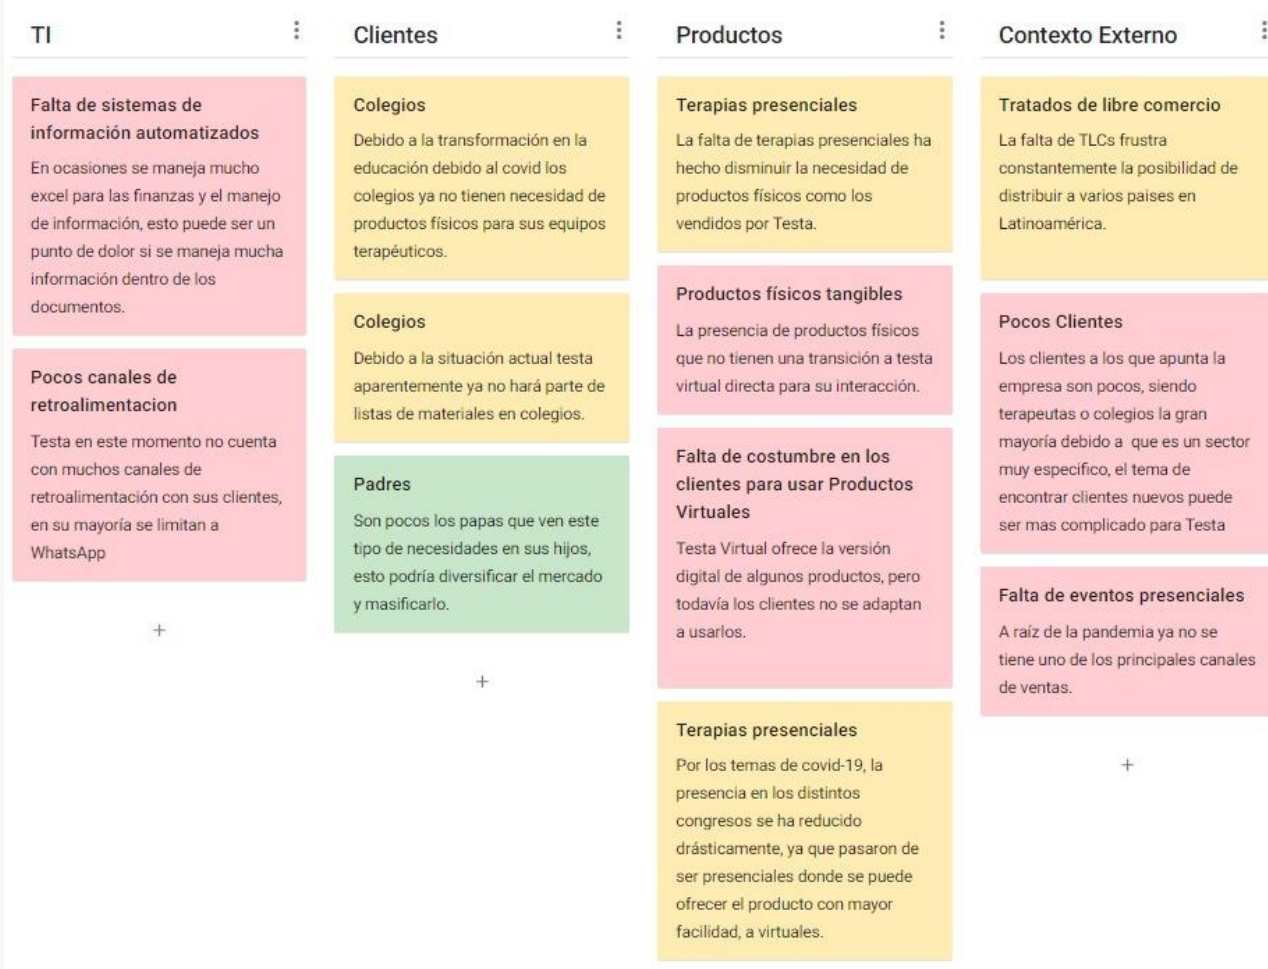 TI
Falta de sistemas de
información automatizados
En ocasiones se maneja mucho
excel para las finanzas y el manejo
de información, esto puede ser un
punto de dolor si se maneja mucha
información dentro de los
documentos.
Pocos canales de
retroalimentacion
Testa en este momento no cuenta
con muchos canales de
retroalimentación con sus clientes,
en su mayoría se limitan a
WhatsApp
+
Clientes
Colegios
Debido a la transformación en la
educación debido al covid los
colegios ya no tienen necesidad de
productos físicos para sus equipos
terapéuticos.
Colegios
Debido a la situación actual testa
aparentemente ya no hará parte de
listas de materiales en colegios.
Padres
Son pocos los papas que ven este
tipo de necesidades en sus hijos,
esto podría diversificar el mercado
y masificarlo.
+
Productos
Terapias presenciales
La falta de terapias presenciales ha
hecho disminuir la necesidad de
productos físicos como los
vendidos por Testa.
Productos físicos tangibles
La presencia de productos físicos
que no tienen una transición a testa
virtual directa para su interacción.
Falta de costumbre en los
clientes para usar Productos
Virtuales
Testa Virtual ofrece la versión
digital de algunos productos, pero
todavía los clientes no se adaptan
a usarlos.
Terapias presenciales
Por los temas de covid-19, la
presencia en los distintos
congresos se ha reducido
drásticamente, ya que pasaron de
ser presenciales donde se puede
ofrecer el producto con mayor
facilidad, a virtuales.
Contexto Externo
Tratados de libre comercio
La falta de TLCs frustra
constantemente la posibilidad de
distribuir a varios paises en
Latinoamérica.
Pocos Clientes
Los clientes a los que apunta la
empresa son pocos, siendo
terapeutas o colegios la gran
mayoría debido a que es un sector
muy especifico, el tema de
encontrar clientes nuevos puede
ser mas complicado para Testa
Falta de eventos presenciales
A raíz de la pandemia ya no se
tiene uno de los principales canales
de ventas.
+